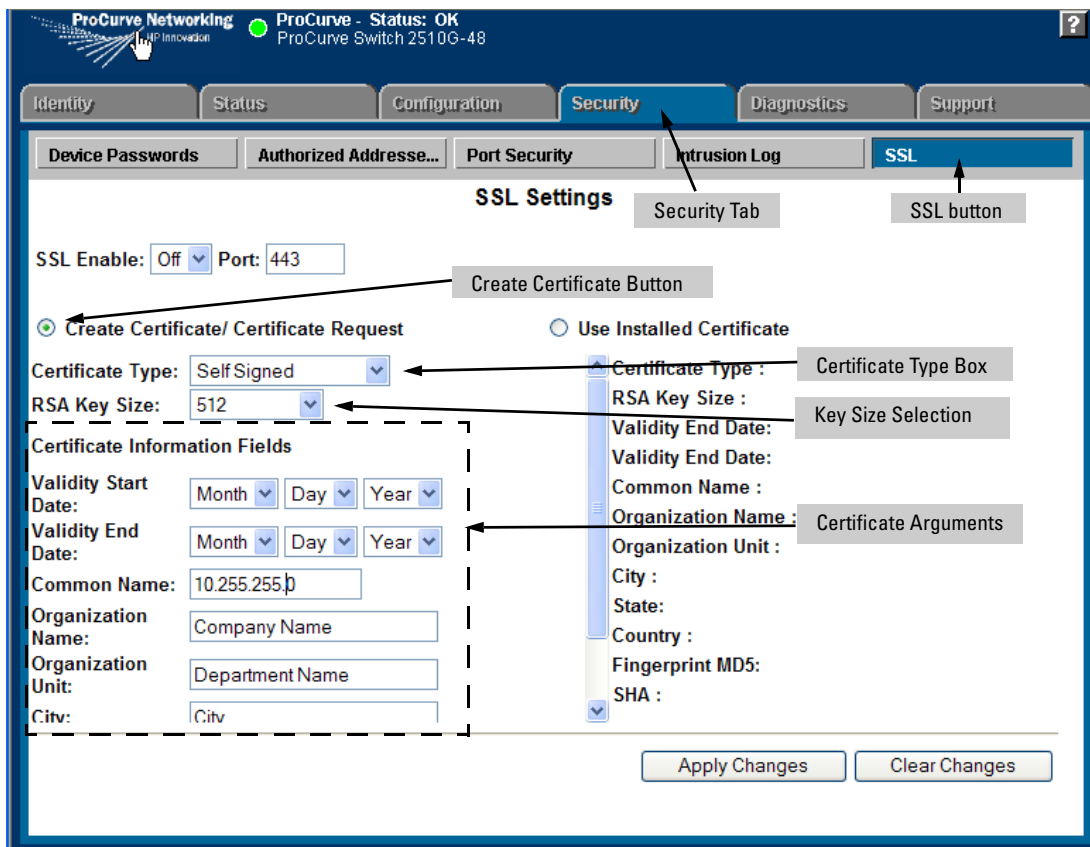 ProCurve Networking
HP Innovation
ProCurve - Status: OK
ProCurve Switch 2510G-48
?
Identity
Status
Configuration
Security
Diagnostics
Support
Device Passwords
Authorized Addresse...
Port Security
Intrusion Log
SSL
SSL Settings
Security Tab
SSL button
SSL Enable: Off Port: 443
Create Certificate Button
Create Certificate/ Certificate Request
Use Installed Certificate
Certificate Type: Self Signed
RSA Key Size: 512
Certificate Information Fields
Validity Start
Date:
Month Day Year
Validity End
Date:
Month Day Year
Common Name: 10.255.255.0
Organization
Name:
Company Name
Organization
Unit:
Department Name
City: City
Certificate Type :
RSA Key Size :
Validity End Date:
Validity End Date:
Common Name :
Organization Name :
Organization Unit :
City :
State:
Country :
Fingerprint MD5:
SHA :
Certificate Type Box
Key Size Selection
Certificate Arguments
Apply Changes
Clear Changes